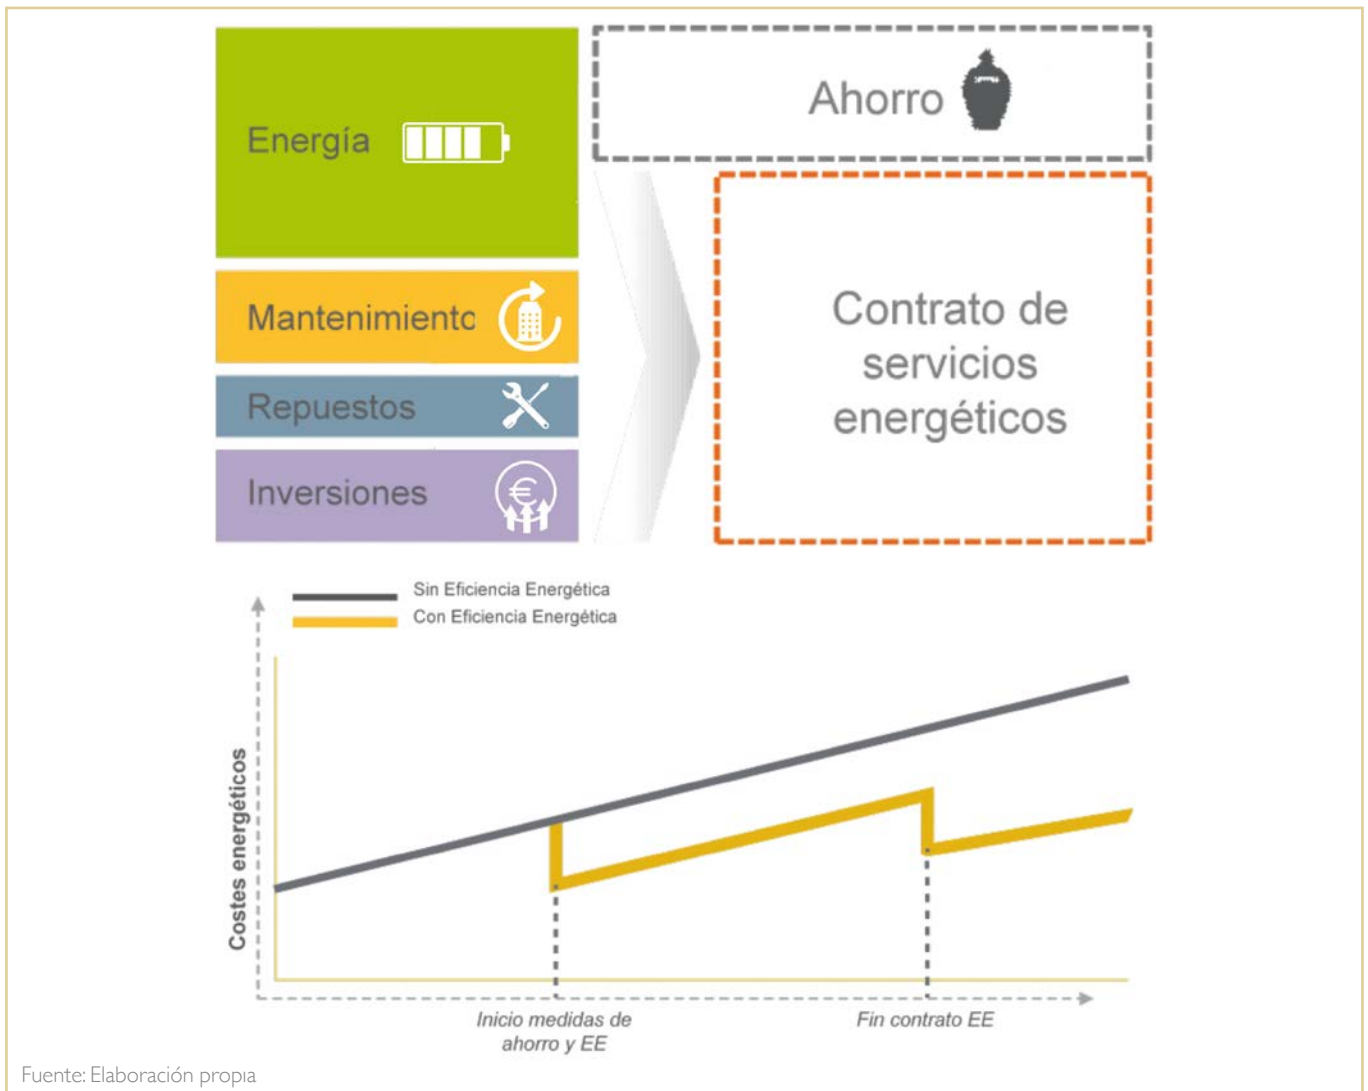 Energía
Ahorro
Mantenimiento
Repuestos
Inversiones
€
Contrato de
servicios
energéticos
Sin Eficiencia Energética
Con Eficiencia Energética
Costes energéticos
Inicio medidas de
ahorro y EE
Fin contrato EE
Fuente: Elaboración propia